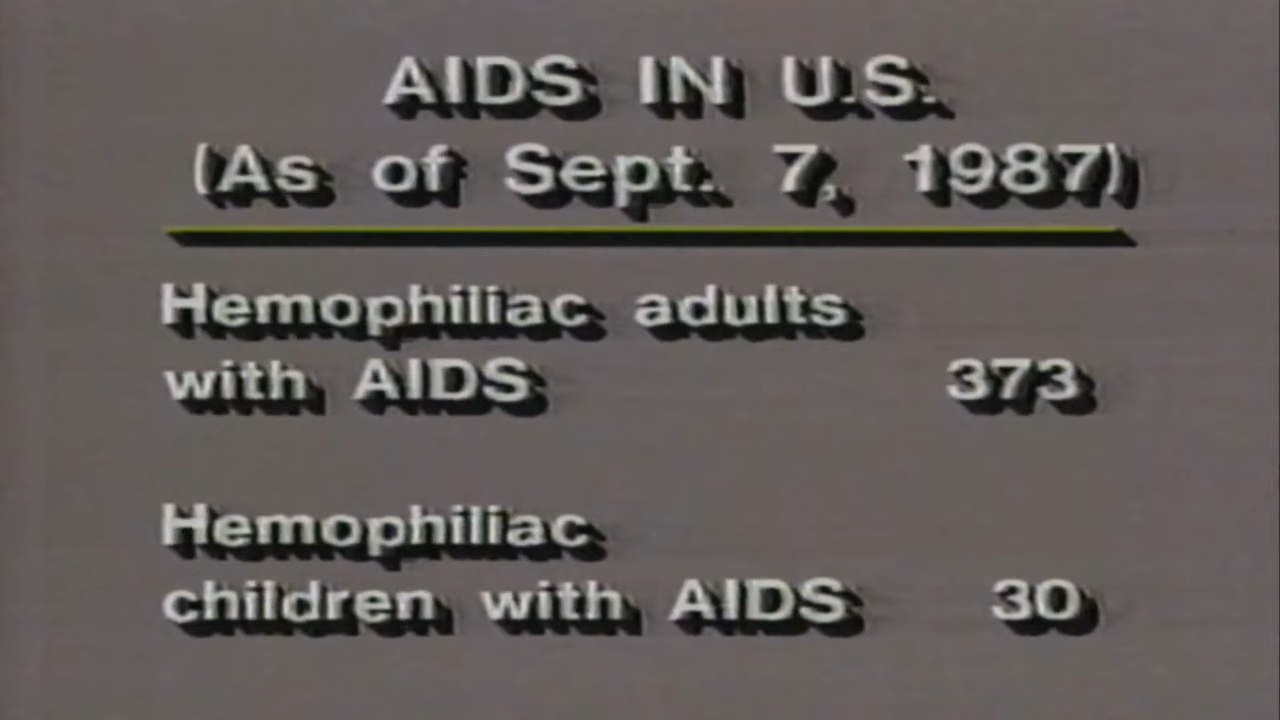 AIDS IN U.S.
(As of Sept. 7, 1987)
Hemophiliac adults
with AIDS 373
Hemophiliac
children with AIDS 30